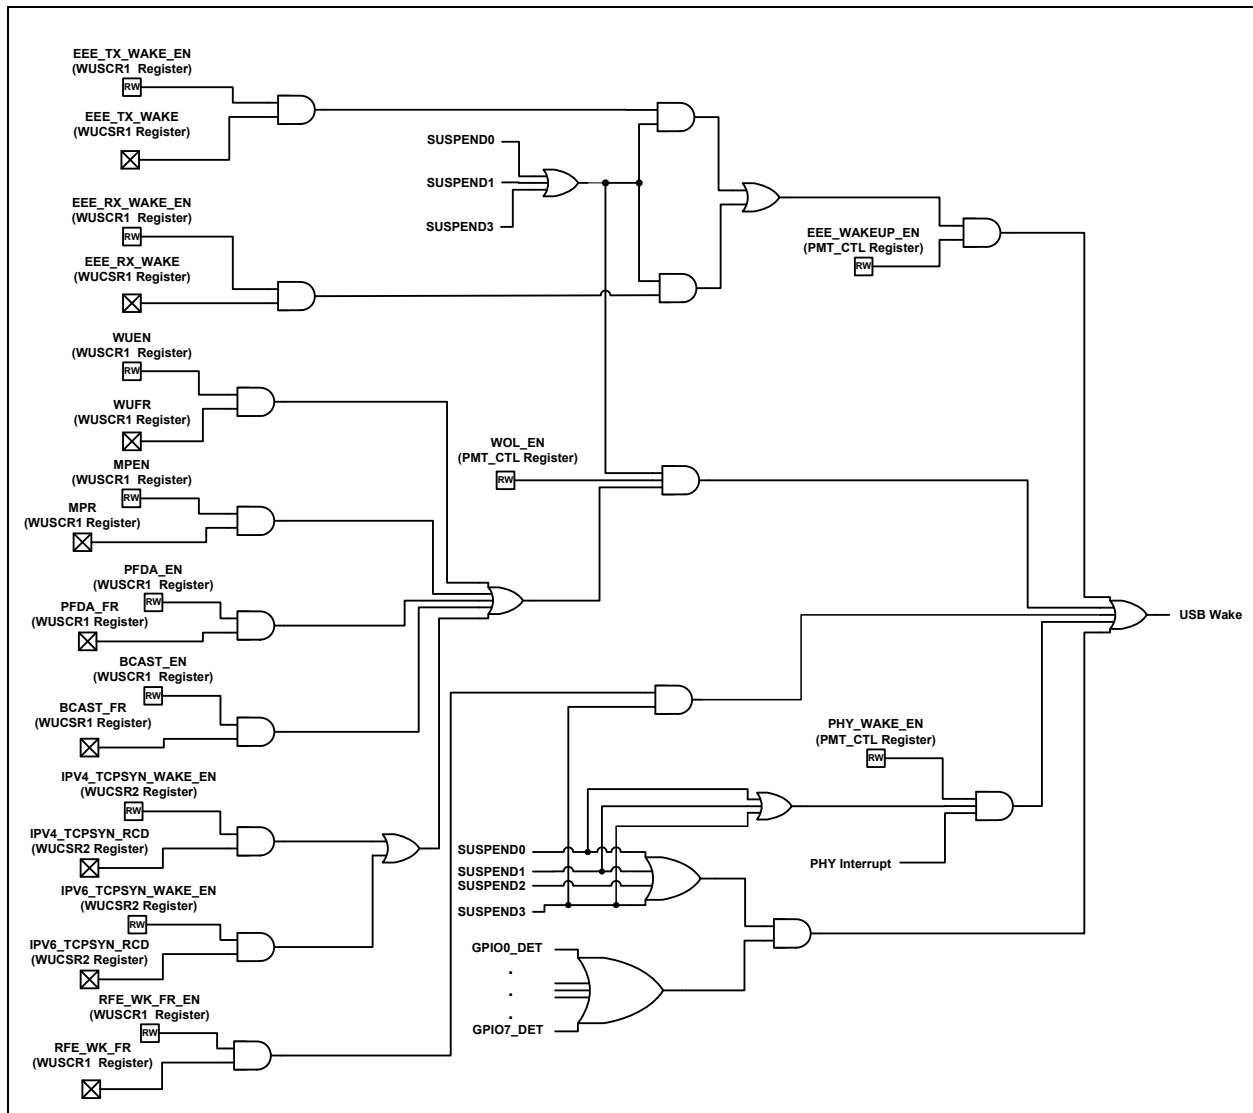 EEE_TX_WAKE_EN
(WUSCR1 Register)
RW
EEE_TX_WAKE
(WUCSR1 Register)
SUSPEND0
SUSPEND1
SUSPEND3
EEE_RX_WAKE_EN
(WUSCR1 Register)
RW
EEE_RX_WAKE
(WUCSR1 Register)
EEE_WAKEUP_EN
(PMT_CTL Register)
RW
WUEN
(WUSCR1 Register)
RW
WUFR
(WUSCR1 Register)
MPEN
(WUSCR1 Register)
RW
MPR
(WUSCR1 Register)
WOL_EN
(PMT_CTL Register)
RW
PFDA_EN
(WUSCR1 Register)
RW
PFDA_FR
(WUSCR1 Register)
USB Wake
BCAST_EN
(WUSCR1 Register)
RW
BCAST_FR
(WUCSR1 Register)
PHY_WAKE_EN
(PMT_CTL Register)
RW
IPV4_TCPSYN_WAKE_EN
(WUCSR2 Register)
RW
IPV4_TCPSYN_RCD
(WUCSR2 Register)
SUSPEND0
SUSPEND1
SUSPEND2
SUSPEND3
PHY Interrupt
IPV6_TCPSYN_WAKE_EN
(WUCSR2 Register)
RW
IPV6_TCPSYN_RCD
(WUCSR2 Register)
GPIO0_DET
.
.
.
GPIO7_DET
RFE_WK_FR_EN
(WUSCR1 Register)
RW
RFE_WK_FR
(WUSCR1 Register)